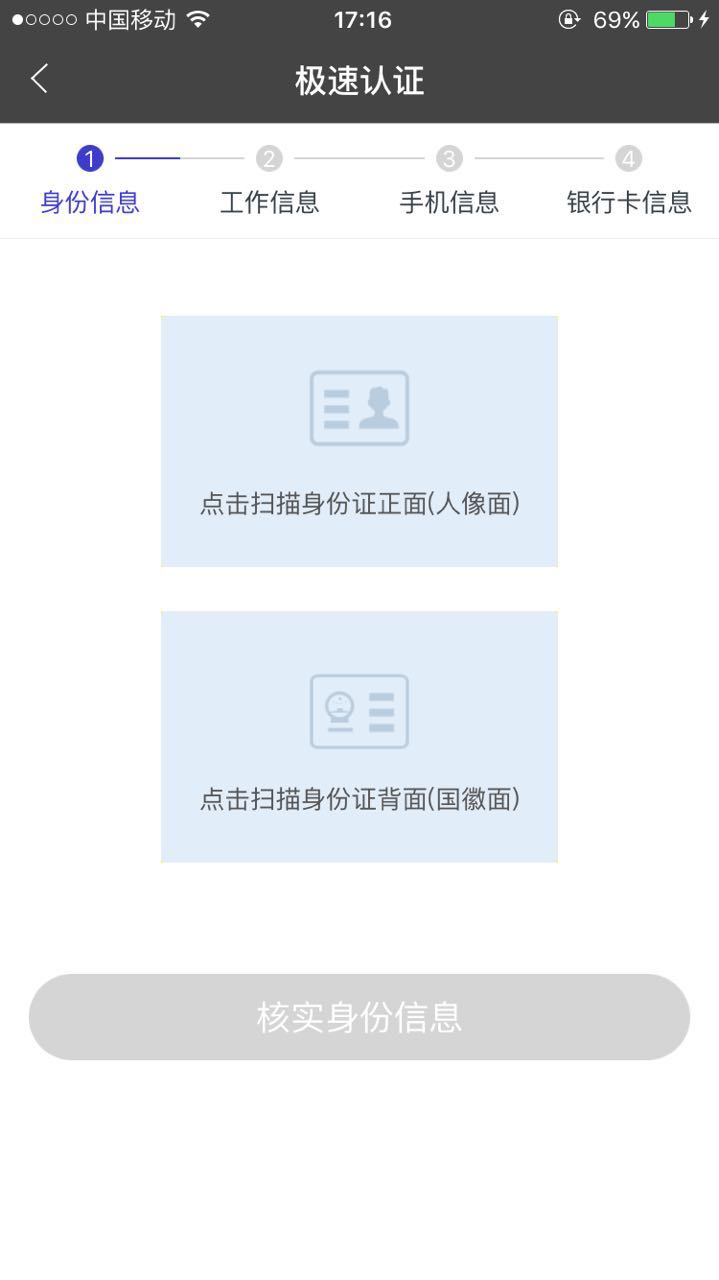 中国移动 17:16 69%
极速认证
1 2 3 4
身份信息 工作信息 手机信息 银行卡信息
点击扫描身份证正面(人像面)
点击扫描身份证背面(国徽面)
核实身份信息